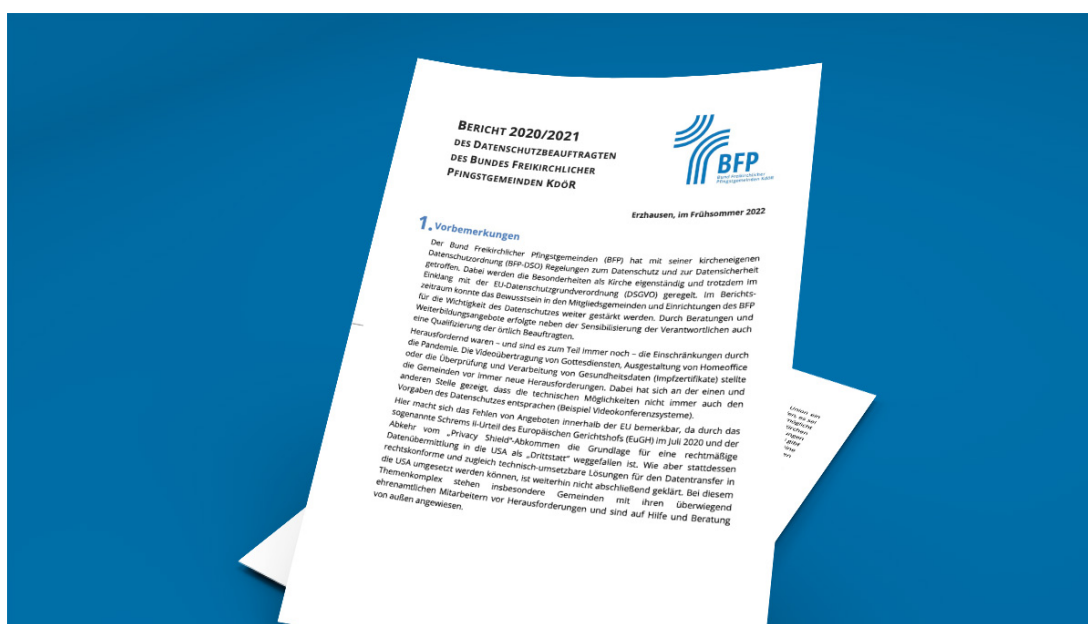 BERICHT 2020/2021
DES DATENSCHUTZBEAUFTRAGTEN
DES BUNDES FREIKIRCHLICHER
PFINGSTGEMEINDEN KDÖR
BFP
Bund Freikirchlicher
Pfingstgemeinden KdöR
Erzhausen, im Frühsommer 2022
1. Vorbemerkungen
Der Bund Freikirchlicher Pfingstgemeinden (BFP) hat mit seiner kircheneigenen
Datenschutzordnung (BFP-DSO) Regelungen zum Datenschutz und zur Datensicherheit
getroffen. Dabei werden die Besonderheiten als Kirche eigenständig und trotzdem im
Einklang mit der EU-Datenschutzgrundverordnung (DSGVO) geregelt. Im Berichts-
zeitraum konnte das Bewusstsein in den Mitgliedsgemeinden und Einrichtungen des BFP
für die Wichtigkeit des Datenschutzes weiter gestärkt werden. Durch Beratungen und
Weiterbildungsangebote erfolgte neben der Sensibilisierung der Verantwortlichen auch
eine Qualifizierung der örtlich Beauftragten.
Herausfordernd waren – und sind es zum Teil immer noch – die Einschränkungen durch
die Pandemie. Die Videoübertragung von Gottesdiensten, Ausgestaltung von Homeoffice
oder die Überprüfung und Verarbeitung von Gesundheitsdaten (Impfzertifikate) stellte
die Gemeinden vor immer neue Herausforderungen. Dabei hat sich an der einen und
anderen Stelle gezeigt, dass die technischen Möglichkeiten nicht immer auch den
Vorgaben des Datenschutzes entsprachen (Beispiel Videokonferenzsysteme).
Hier macht sich das Fehlen von Angeboten innerhalb der EU bemerkbar, da durch das
sogenannte Schrems II-Urteil des Europäischen Gerichtshofs (EuGH) im Juli 2020 und der
Abkehr vom „Privacy Shield“-Abkommen die Grundlage für eine rechtmäßige
Datenübermittlung in die USA als „Drittstatt“ weggefallen ist. Wie aber stattdessen
rechtskonforme und zugleich technisch-umsetzbare Lösungen für den Datentransfer in
die USA umgesetzt werden können, ist weiterhin nicht abschließend geklärt. Bei diesem
Themenkomplex stehen insbesondere Gemeinden mit ihren überwiegend
ehrenamtlichen Mitarbeitern vor Herausforderungen und sind auf Hilfe und Beratung
von außen angewiesen.